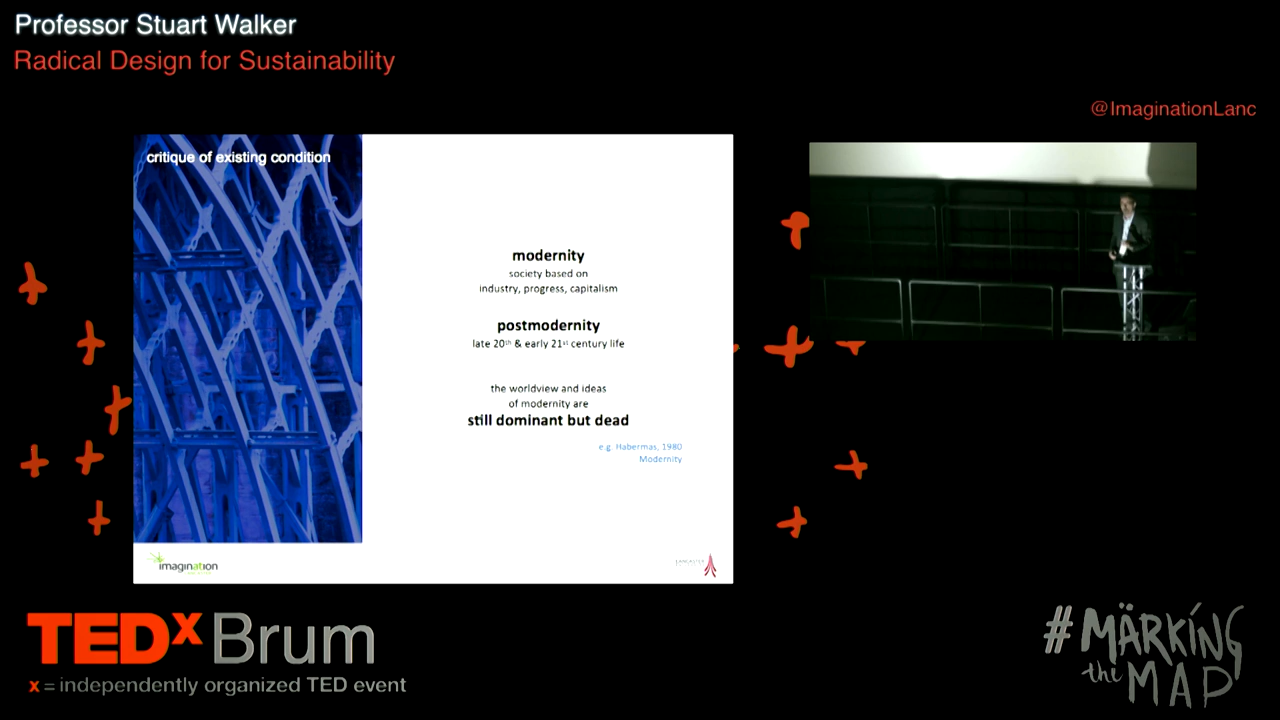 Professor Stuart Walker
Radical Design for Sustainability
@ImaginationLanc
critique of existing condition
modernity
society based on
industry, progress, capitalism
postmodernity
late 20th & early 21st century life
the worldview and ideas
of modernity are
still dominant but dead
e.g. Habermas, 1980
Modernity
imagination
LANCASTER
TEDx Brum
x = independently organized TED event
#MÄRKING
the MAP